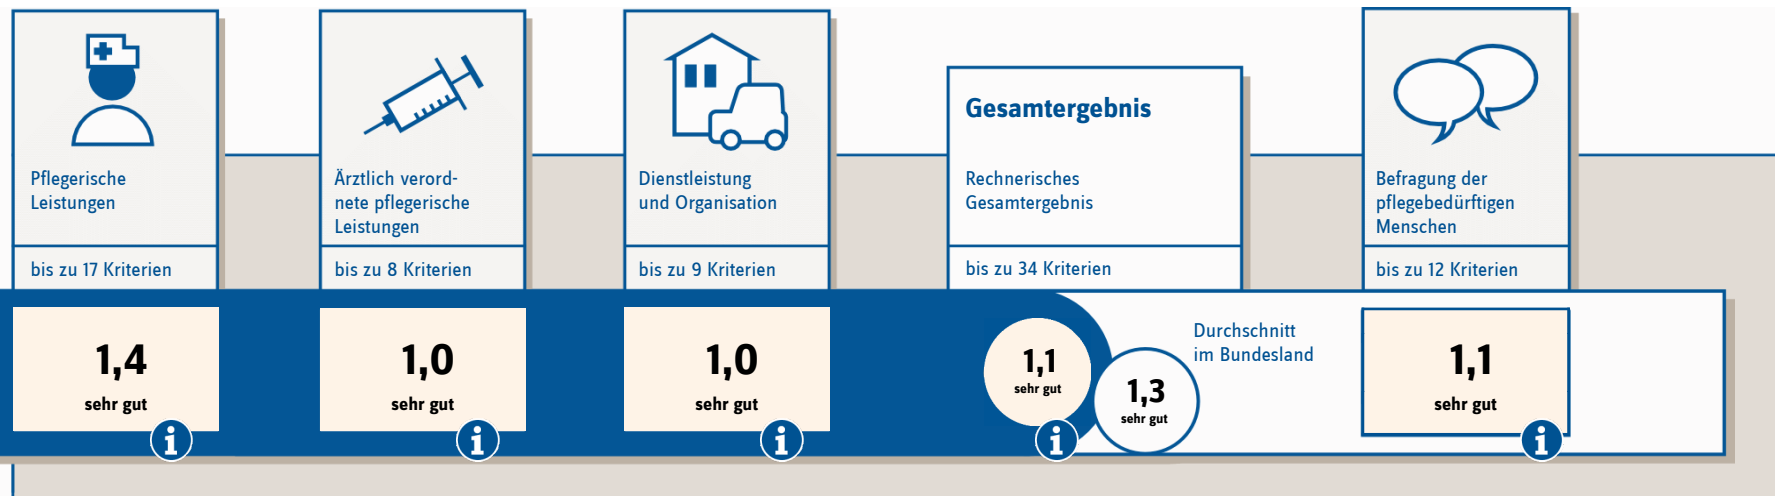 Pflegerische
Leistungen
bis zu 17 Kriterien
1,4
sehr gut
i
Ärztlich verord-
nete pflegerische
Leistungen
bis zu 8 Kriterien
1,0
sehr gut
i
Dienstleistung
und Organisation
bis zu 9 Kriterien
1,0
sehr gut
i
Gesamtergebnis
Rechnerisches
Gesamtergebnis
bis zu 34 Kriterien
1,1
sehr gut
i
1,3
sehr gut
Durchschnitt
im Bundesland
Befragung der
pflegebedürftigen
Menschen
bis zu 12 Kriterien
1,1
sehr gut
i